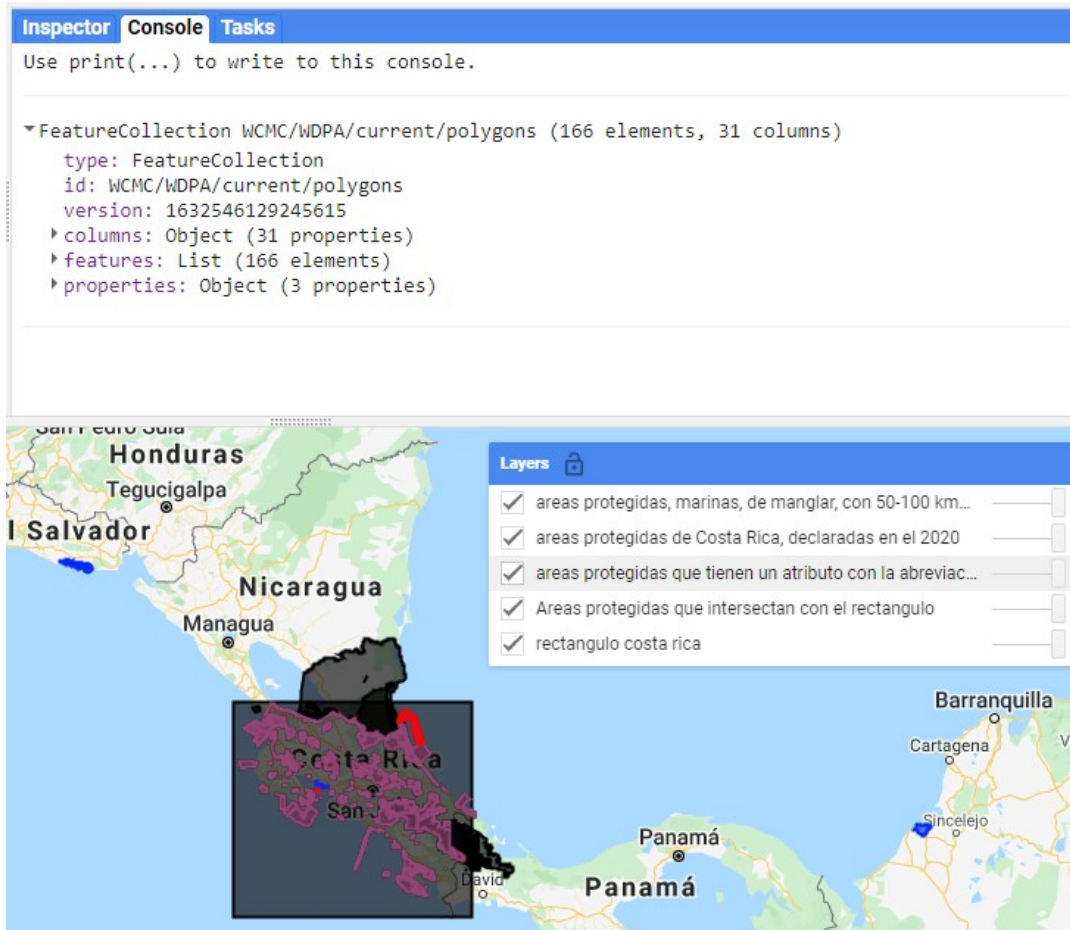 Inspector Console Tasks
Use print(...) to write to this console.
FeatureCollection WCMC/WDPA/current/polygons (166 elements, 31 columns)
type: FeatureCollection
id: WCMC/WDPA/current/polygons
version: 1632546129245615
columns: Object (31 properties)
features: List (166 elements)
properties: Object (3 properties)
San Pedro Sula
Honduras
Tegucigalpa
l Salvador
Nicaragua
Managua
Layers
areas protegidas, marinas, de manglar, con 50-100 km...
areas protegidas de Costa Rica, declaradas en el 2020
areas protegidas que tienen un atributo con la abreviac...
Areas protegidas que intersectan con el rectangulo
rectangulo costa rica
Barranquilla
Cartagena
V
Costa Rica
San J
Sincelejo
Panamá
David
Panamá